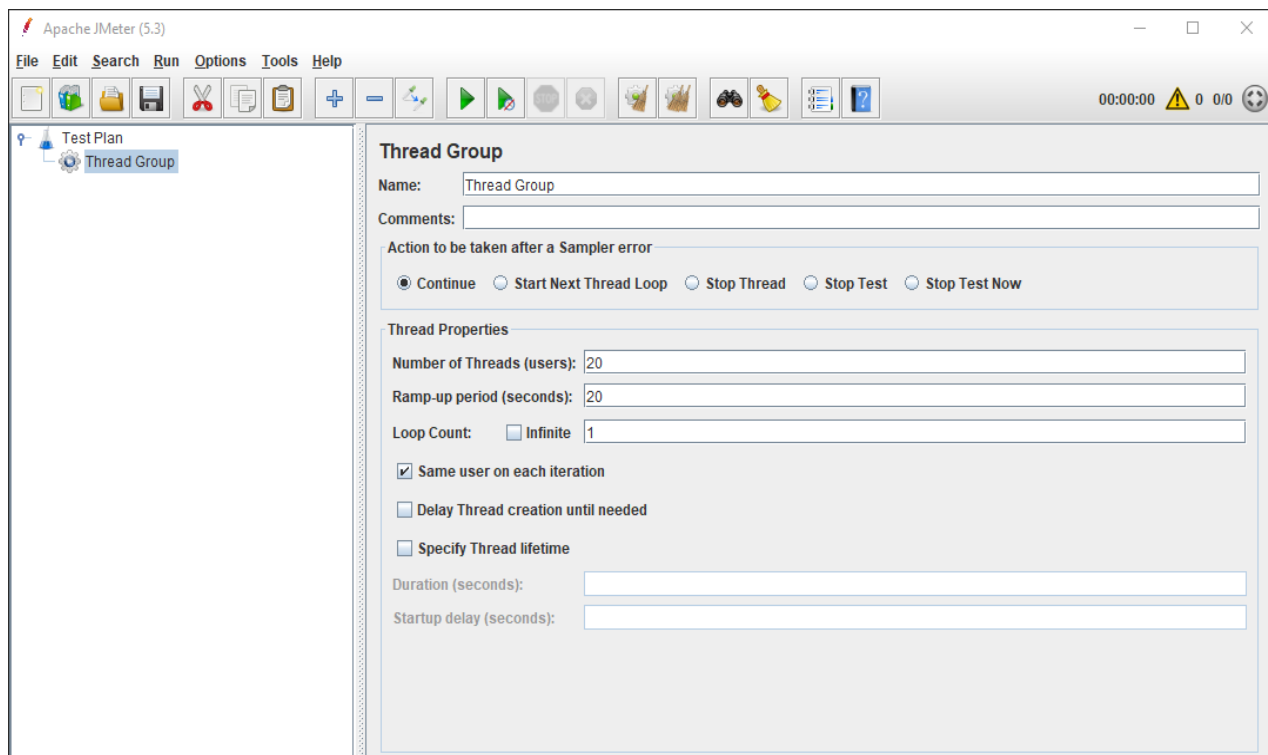 Apache JMeter (5.3)
File Edit Search Run Options Tools Help
STOP
00:00:00 0 0/0
Test Plan
Thread Group
Thread Group
Name: Thread Group
Comments:
Action to be taken after a Sampler error
Continue Start Next Thread Loop Stop Thread Stop Test Stop Test Now
Thread Properties
Number of Threads (users): 20
Ramp-up period (seconds): 20
Loop Count: Infinite 1
Same user on each iteration
Delay Thread creation until needed
Specify Thread lifetime
Duration (seconds):
Startup delay (seconds):